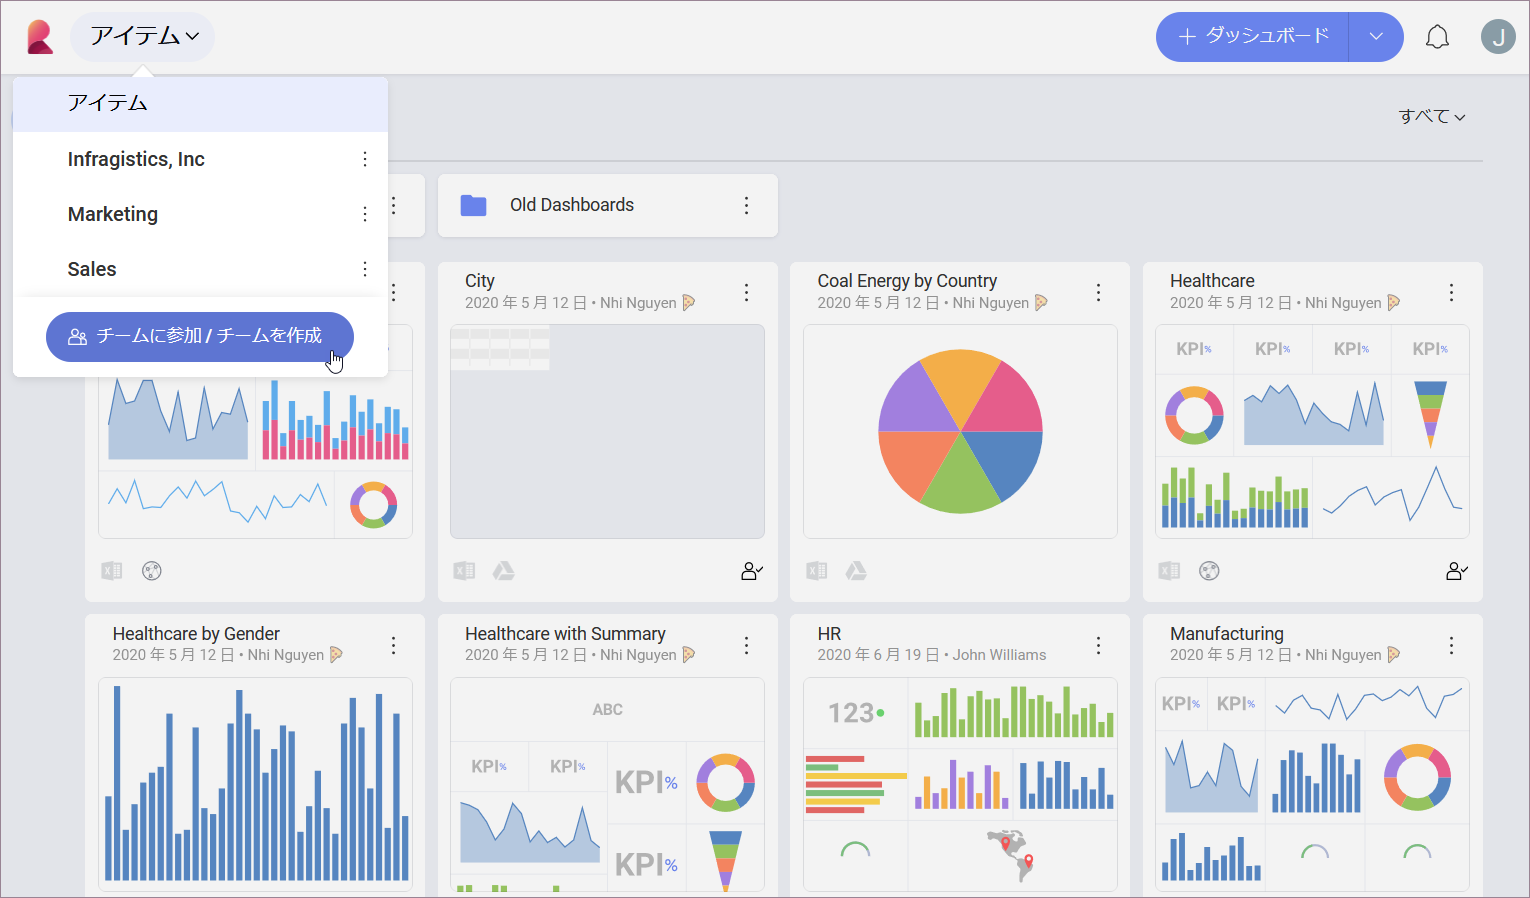 アイテム
+ ダッシュボード
J
アイテム
すべて
Infragistics, Inc
Marketing
Sales
チームに参加 / チームを作成
Old Dashboards
City
2020 年 5 月 12 日 • Nhi Nguyen
Coal Energy by Country
2020 年 5 月 12 日 • Nhi Nguyen
Healthcare
2020 年 5 月 12 日 • Nhi Nguyen
KPI%
KPI%
KPI%
KPI%
Healthcare by Gender
2020 年 5 月 12 日 • Nhi Nguyen
Healthcare with Summary
2020 年 5 月 12 日 • Nhi Nguyen
HR
2020 年 6 月 19 日 • John Williams
Manufacturing
2020 年 5 月 12 日 • Nhi Nguyen
ABC
KPI%
KPI%
KPI%
KPI%
123
KPI%
KPI%